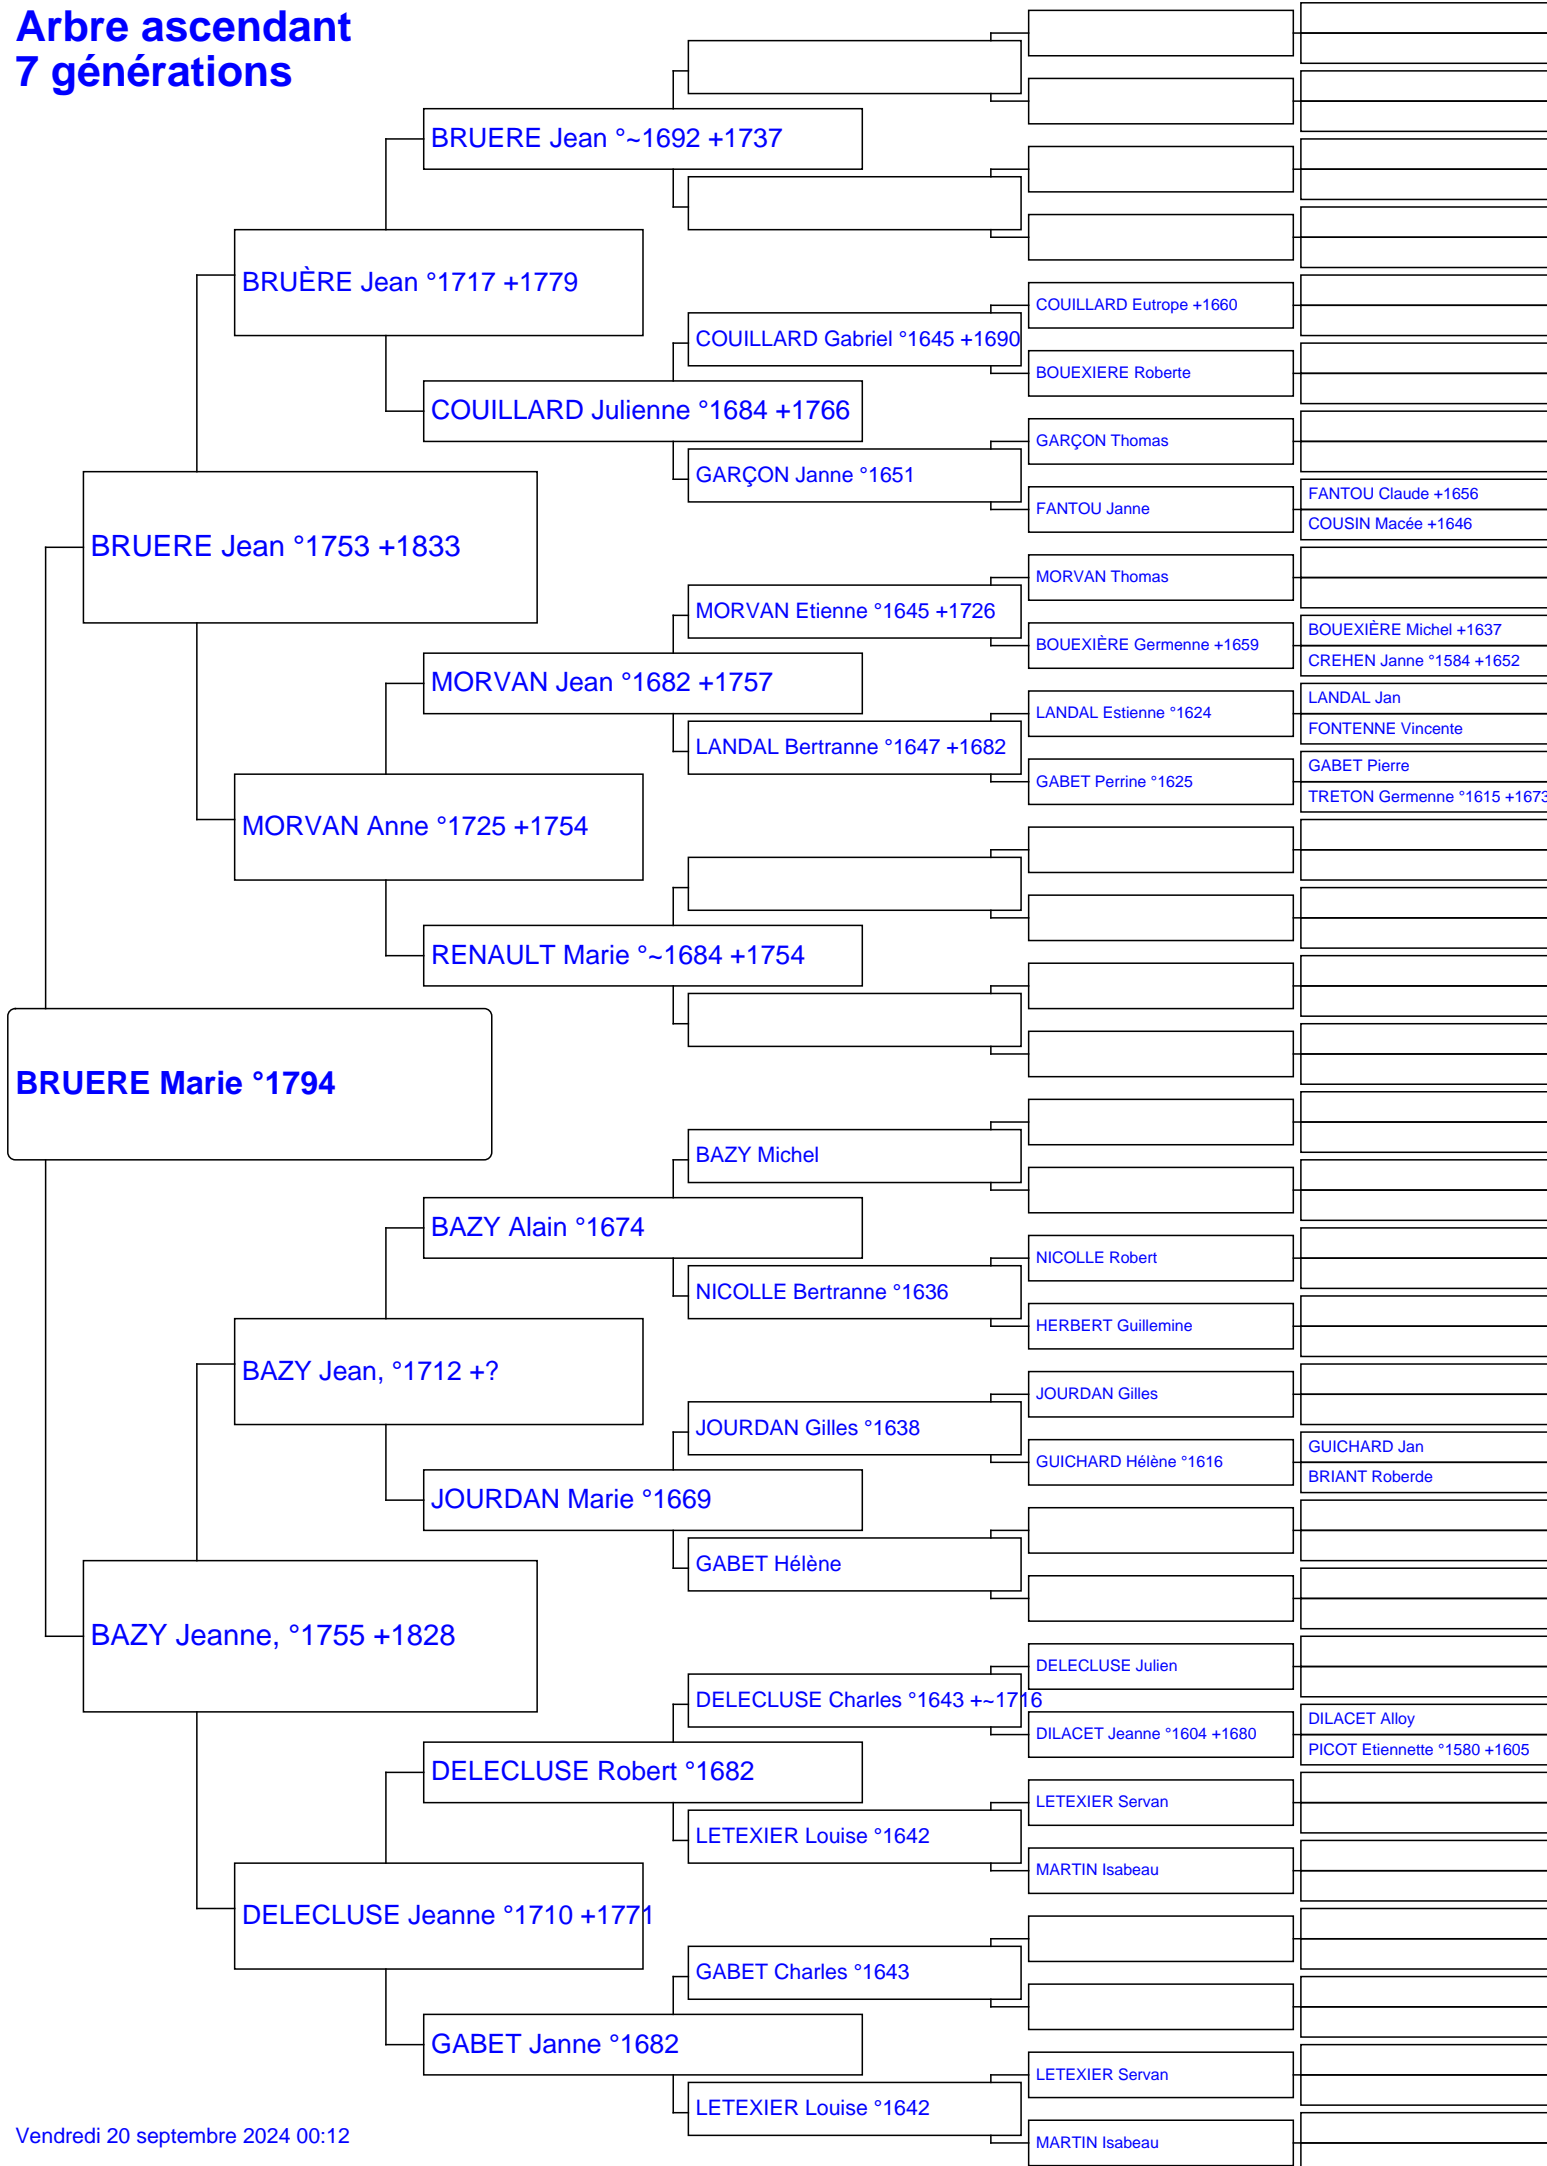 Arbre ascendant
7 générations
BRUERE Jean °~1692 +1737
BRUÈRE Jean °1717 +1779
COUILLARD Eutrope +1660
COUILLARD Gabriel °1645 +1690
BOUEXIERE Roberte
COUILLARD Julienne °1684 +1766
GARÇON Thomas
GARÇON Janne °1651
FANTOU Claude +1656
FANTOU Janne
COUSIN Macée +1646
BRUERE Jean °1753 +1833
MORVAN Thomas
MORVAN Etienne °1645 +1726
BOUEXIÈRE Michel +1637
BOUEXIÈRE Germenne +1659
CREHEN Janne °1584 +1652
MORVAN Jean °1682 +1757
LANDAL Jan
LANDAL Estienne °1624
FONTENNE Vincente
LANDAL Bertranne °1647 +1682
GABET Pierre
GABET Perrine °1625
TRETON Germenne °1615 +1673
MORVAN Anne °1725 +1754
RENAULT Marie °~1684 +1754
BRUERE Marie °1794
BAZY Michel
BAZY Alain °1674
NICOLLE Robert
NICOLLE Bertranne °1636
HERBERT Guillemine
BAZY Jean, °1712 +?
JOURDAN Gilles
JOURDAN Gilles °1638
GUICHARD Jan
GUICHARD Hélène °1616
BRIANT Roberde
JOURDAN Marie °1669
GABET Hélène
BAZY Jeanne, °1755 +1828
DELECLUSE Julien
DELECLUSE Charles °1643 +~1716
DILACET Alloy
DILACET Jeanne °1604 +1680
PICOT Etiennette °1580 +1605
DELECLUSE Robert °1682
LETEXIER Servan
LETEXIER Louise °1642
MARTIN Isabeau
DELECLUSE Jeanne °1710 +1771
GABET Charles °1643
GABET Janne °1682
LETEXIER Servan
LETEXIER Louise °1642
MARTIN Isabeau
Vendredi 20 septembre 2024 00:12